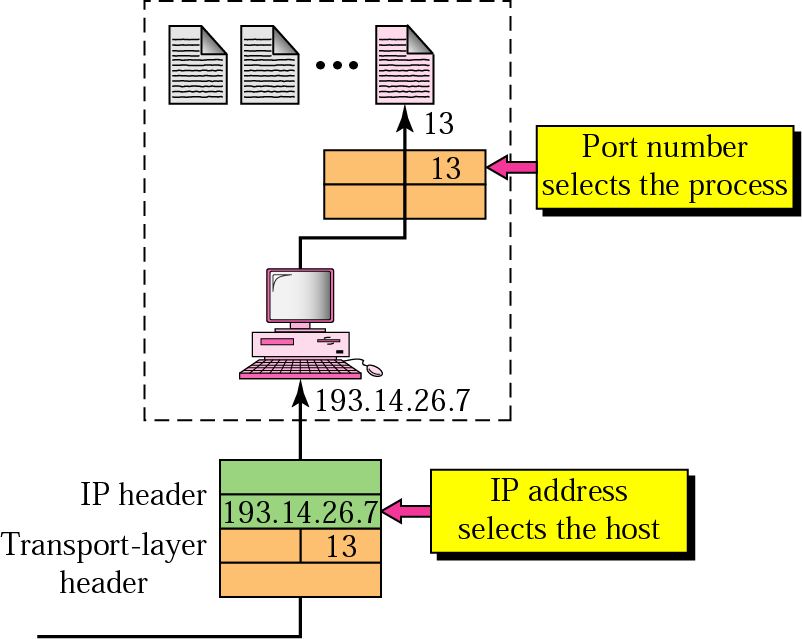 13
13
Port number
selects the process
193.14.26.7
IP header
193.14.26.7
IP address
selects the host
Transport-layer
header
13